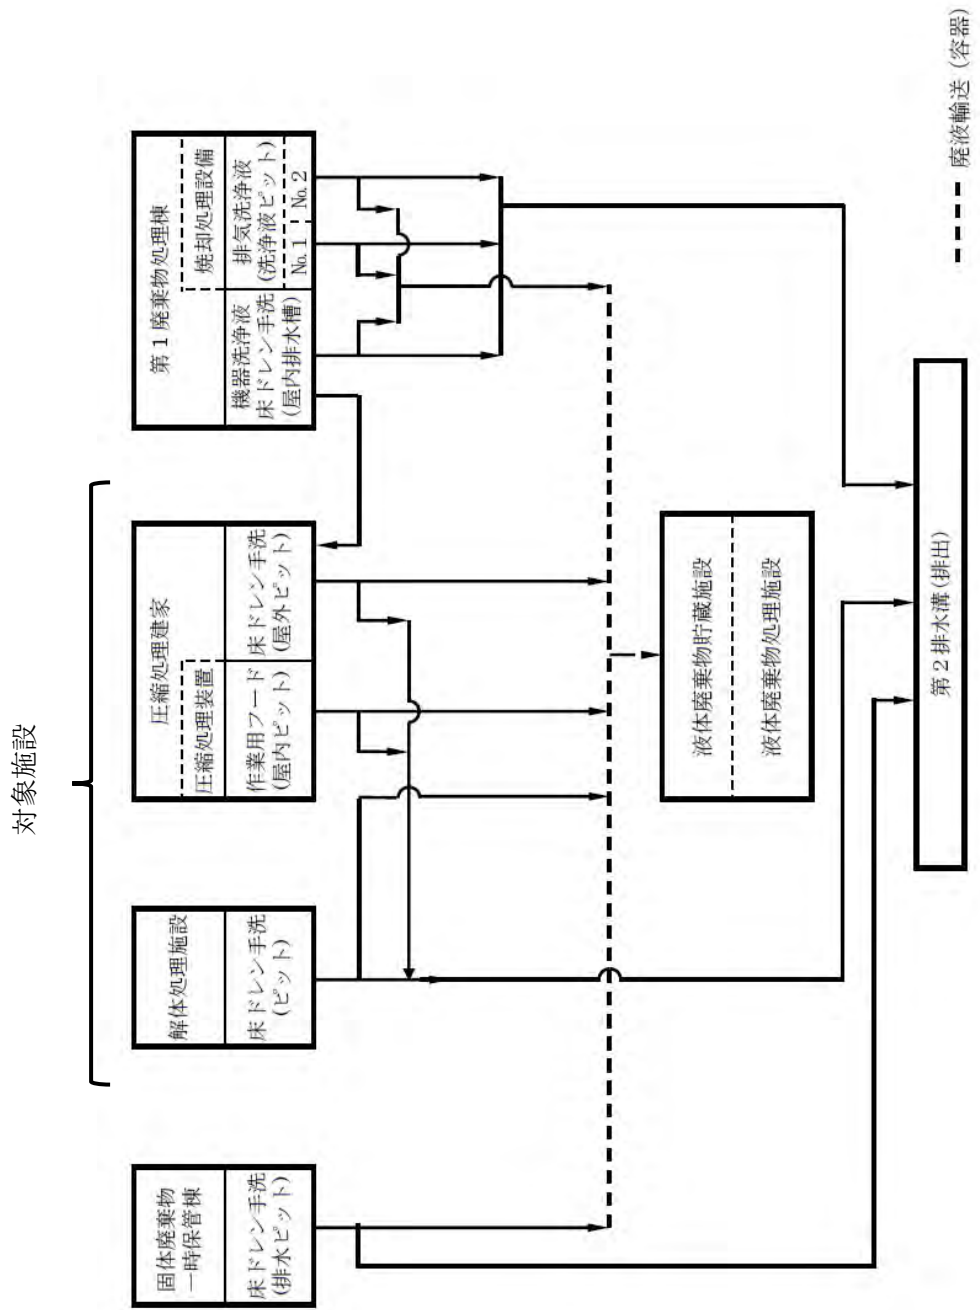 対象施設
固体廃棄物
一時保管棟
床ドレン手洗
(排水ピット)
解体処理施設
床ドレン手洗
(ピット)
圧縮処理建家
圧縮処理装置
作業用フード
(屋内ピット)
床ドレン手洗
(屋外ピット)
第1廃棄物処理棟
焼却処理設備
機器洗浄液
床ドレン手洗
(屋内排水槽)
排気洗浄液
(洗浄液ピット)
No.1
No.2
液体廃棄物貯蔵施設
液体廃棄物処理施設
第2排水溝(排出)
廃液輸送(容器)